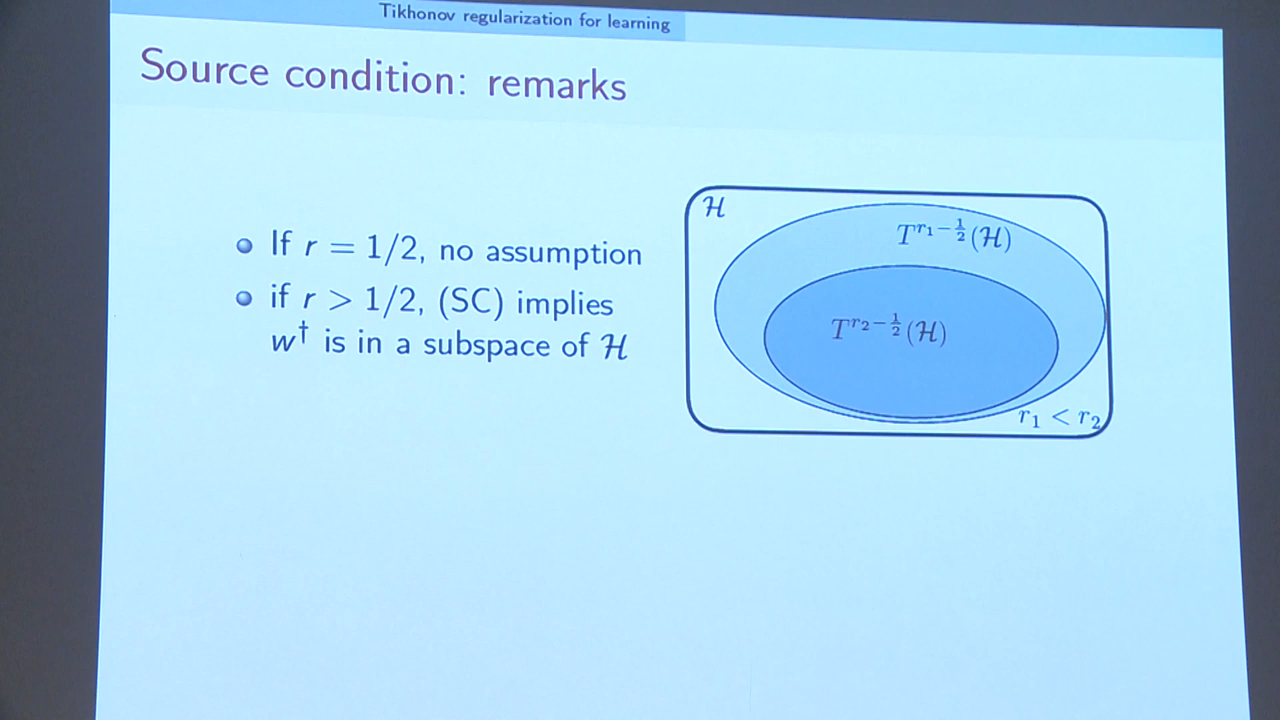 Tikhonov regularization for learning
Source condition: remarks
If r = 1/2, no assumption
if r > 1/2, (SC) implies
w† is in a subspace of ℋ
ℋ
T^{r₁−½}(ℋ)
T^{r₂−½}(ℋ)
r₁ < r₂